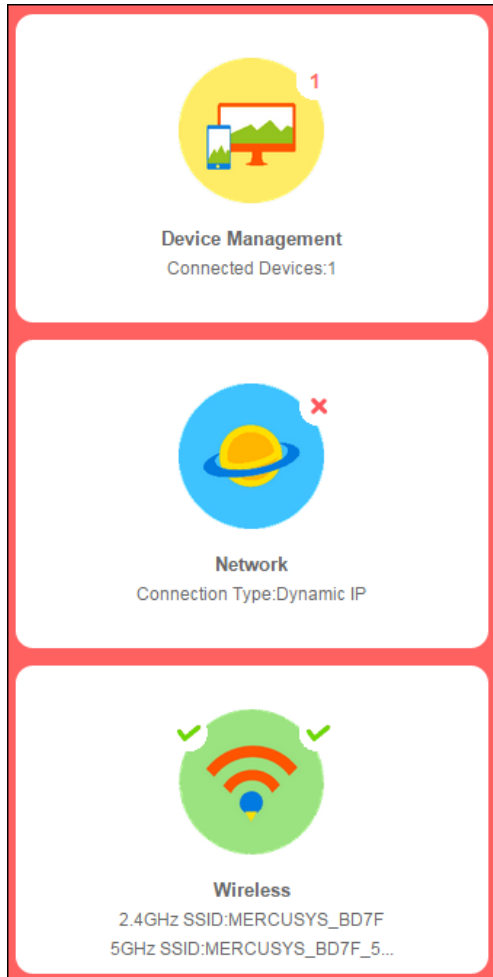 1
Device Management
Connected Devices:1
Network
Connection Type:Dynamic IP
Wireless
2.4GHz SSID:MERCUSYS_BD7F
5GHz SSID:MERCUSYS_BD7F_5...